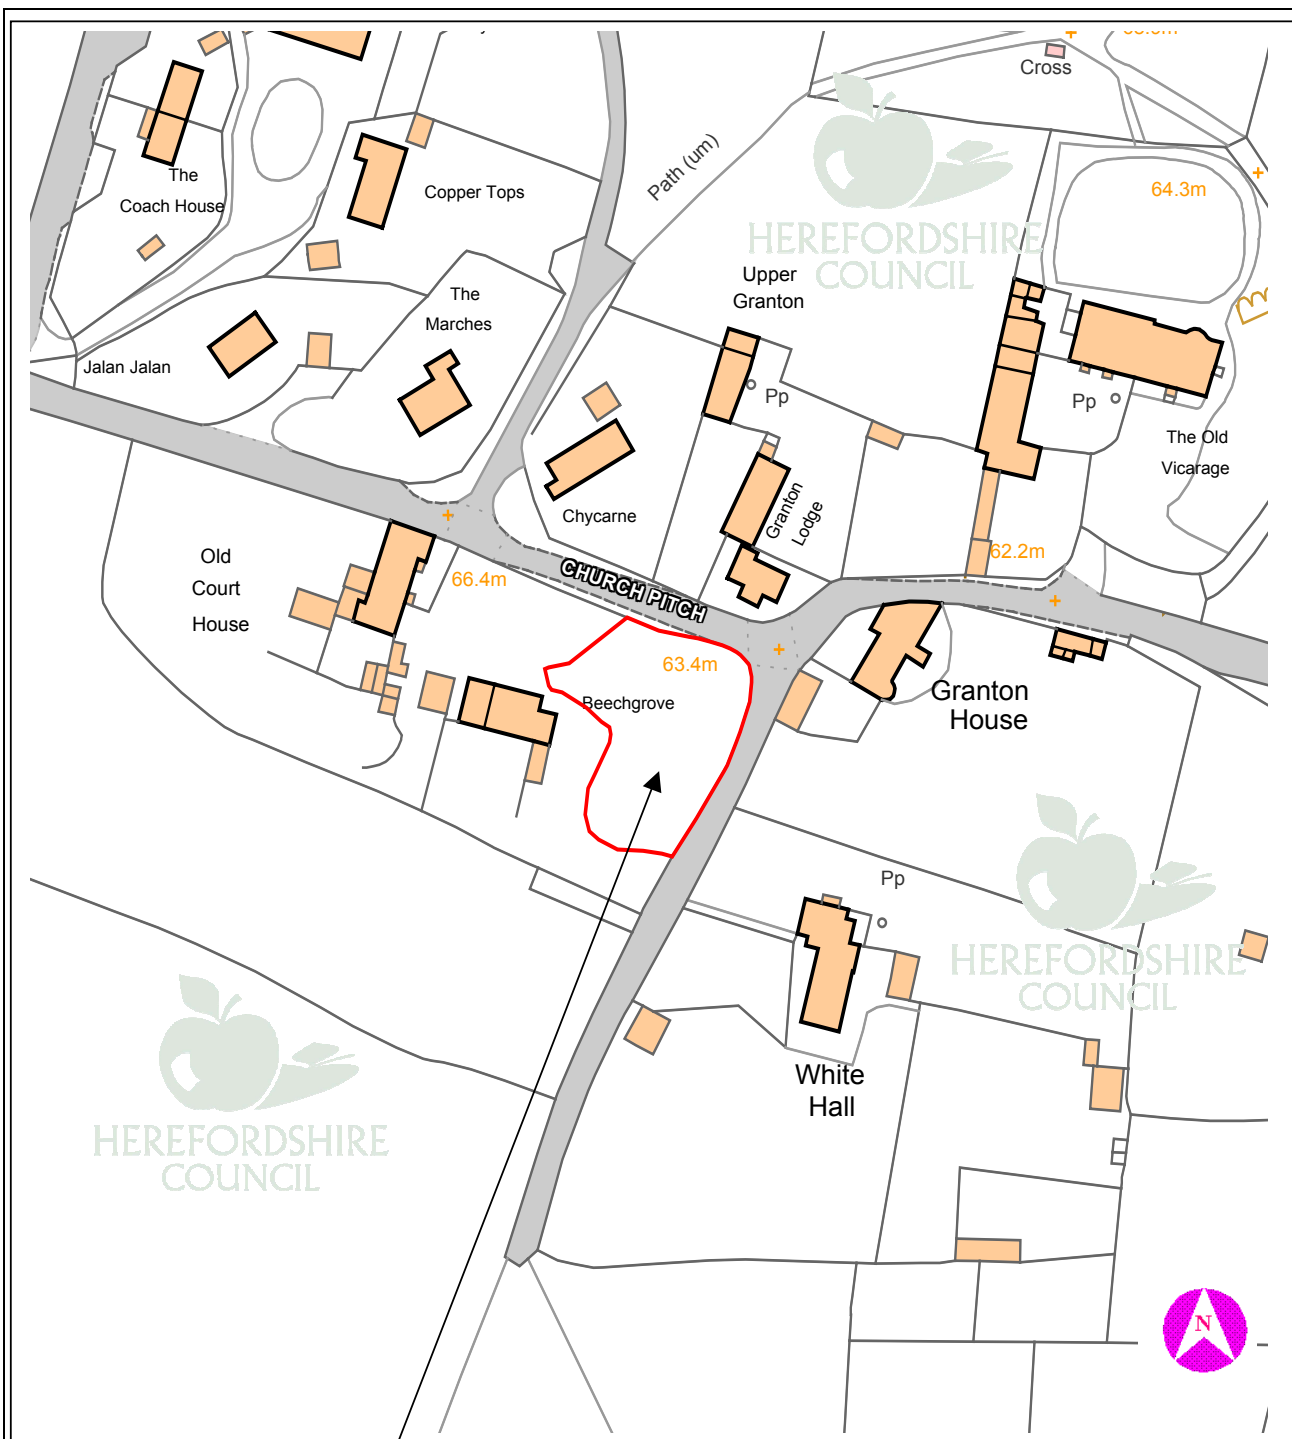 Cross
Path (um)
HEREFORDSHIRE
COUNCIL
64.3m
The
Coach House
Copper Tops
Upper
Granton
The
Marches
Jalan Jalan
Pp
Pp
The Old
Vicarage
Granton
Lodge
Chycarne
Old
Court
House
66.4m
CHURCH PITCH
62.2m
63.4m
Beechgrove
Granton
House
Pp
HEREFORDSHIRE
COUNCIL
White
Hall
HEREFORDSHIRE
COUNCIL
N